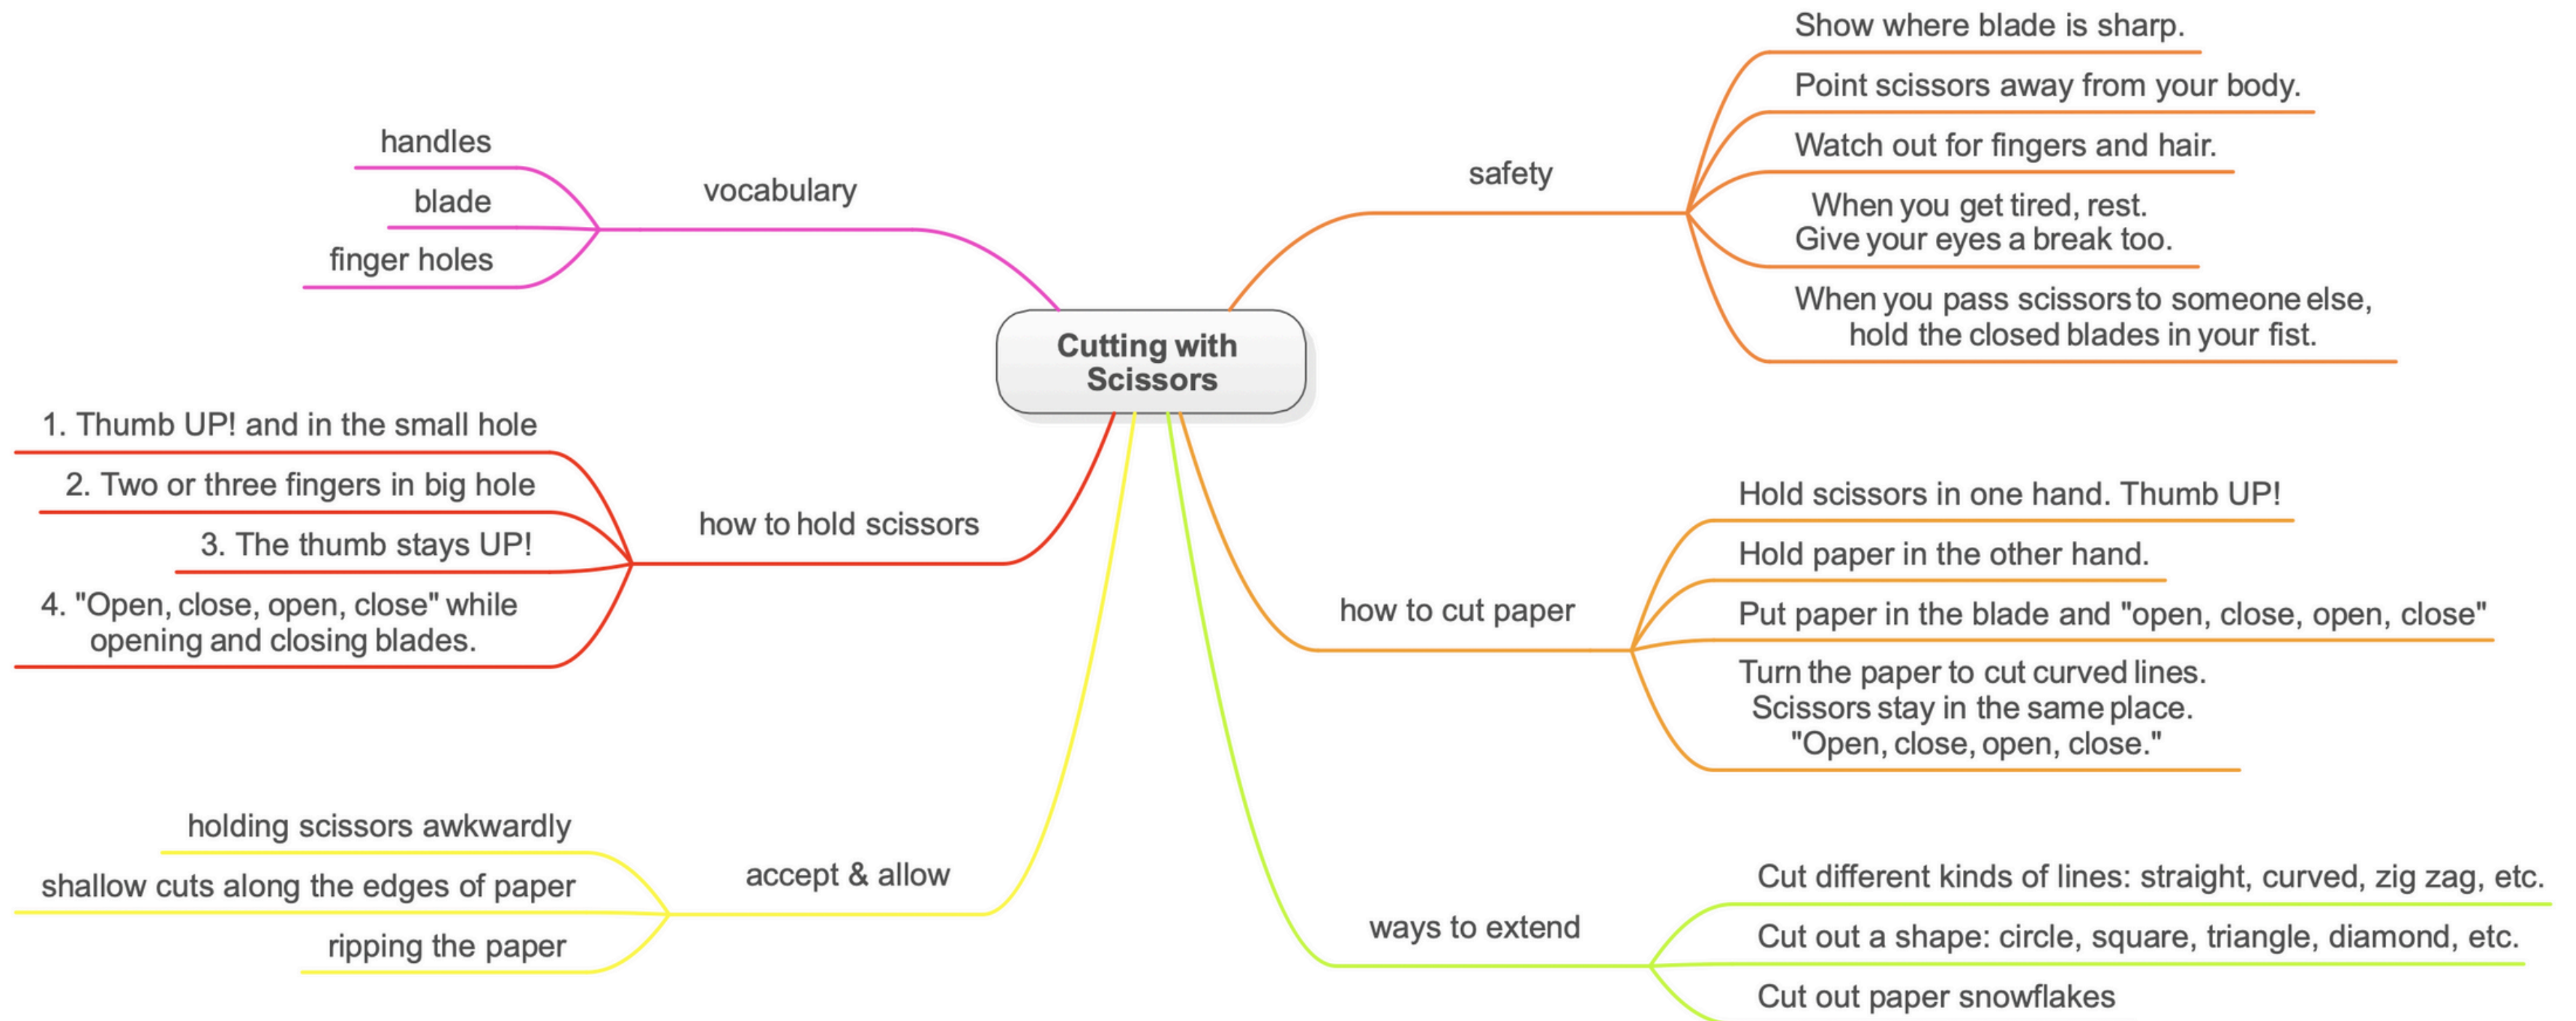 Cutting with
Scissors
vocabulary
handles
blade
finger holes
how to hold scissors
1. Thumb UP! and in the small hole
2. Two or three fingers in big hole
3. The thumb stays UP!
4. "Open, close, open, close" while
opening and closing blades.
accept & allow
holding scissors awkwardly
shallow cuts along the edges of paper
ripping the paper
safety
Show where blade is sharp.
Point scissors away from your body.
Watch out for fingers and hair.
When you get tired, rest.
Give your eyes a break too.
When you pass scissors to someone else,
hold the closed blades in your fist.
how to cut paper
Hold scissors in one hand. Thumb UP!
Hold paper in the other hand.
Put paper in the blade and "open, close, open, close"
Turn the paper to cut curved lines.
Scissors stay in the same place.
"Open, close, open, close."
ways to extend
Cut different kinds of lines: straight, curved, zig zag, etc.
Cut out a shape: circle, square, triangle, diamond, etc.
Cut out paper snowflakes